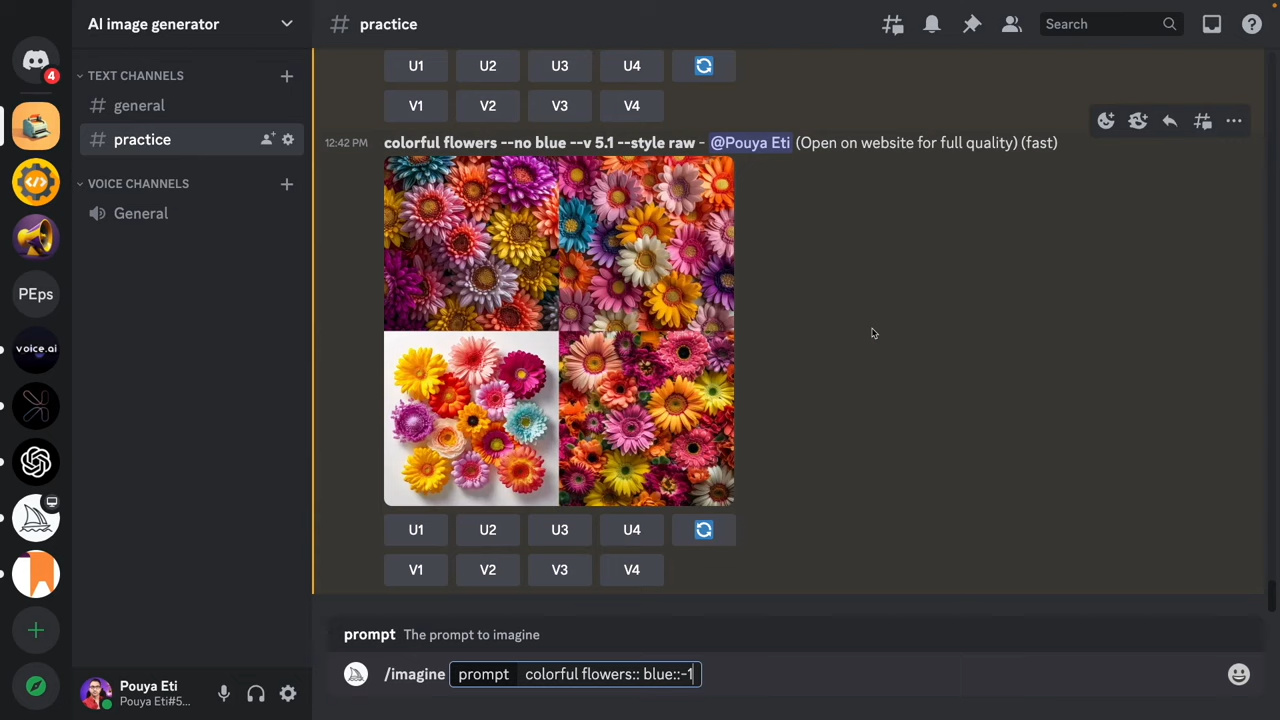 AI image generator
# practice
Search
4
TEXT CHANNELS
# general
# practice
VOICE CHANNELS
General
PEps
voice.ai
U1 U2 U3 U4
V1 V2 V3 V4
12:42 PM colorful flowers --no blue --v 5.1 --style raw - @Pouya Eti (Open on website for full quality) (fast)
U1 U2 U3 U4
V1 V2 V3 V4
prompt The prompt to imagine
/imagine prompt colorful flowers:: blue::-1
Pouya Eti
Pouya Eti#5...